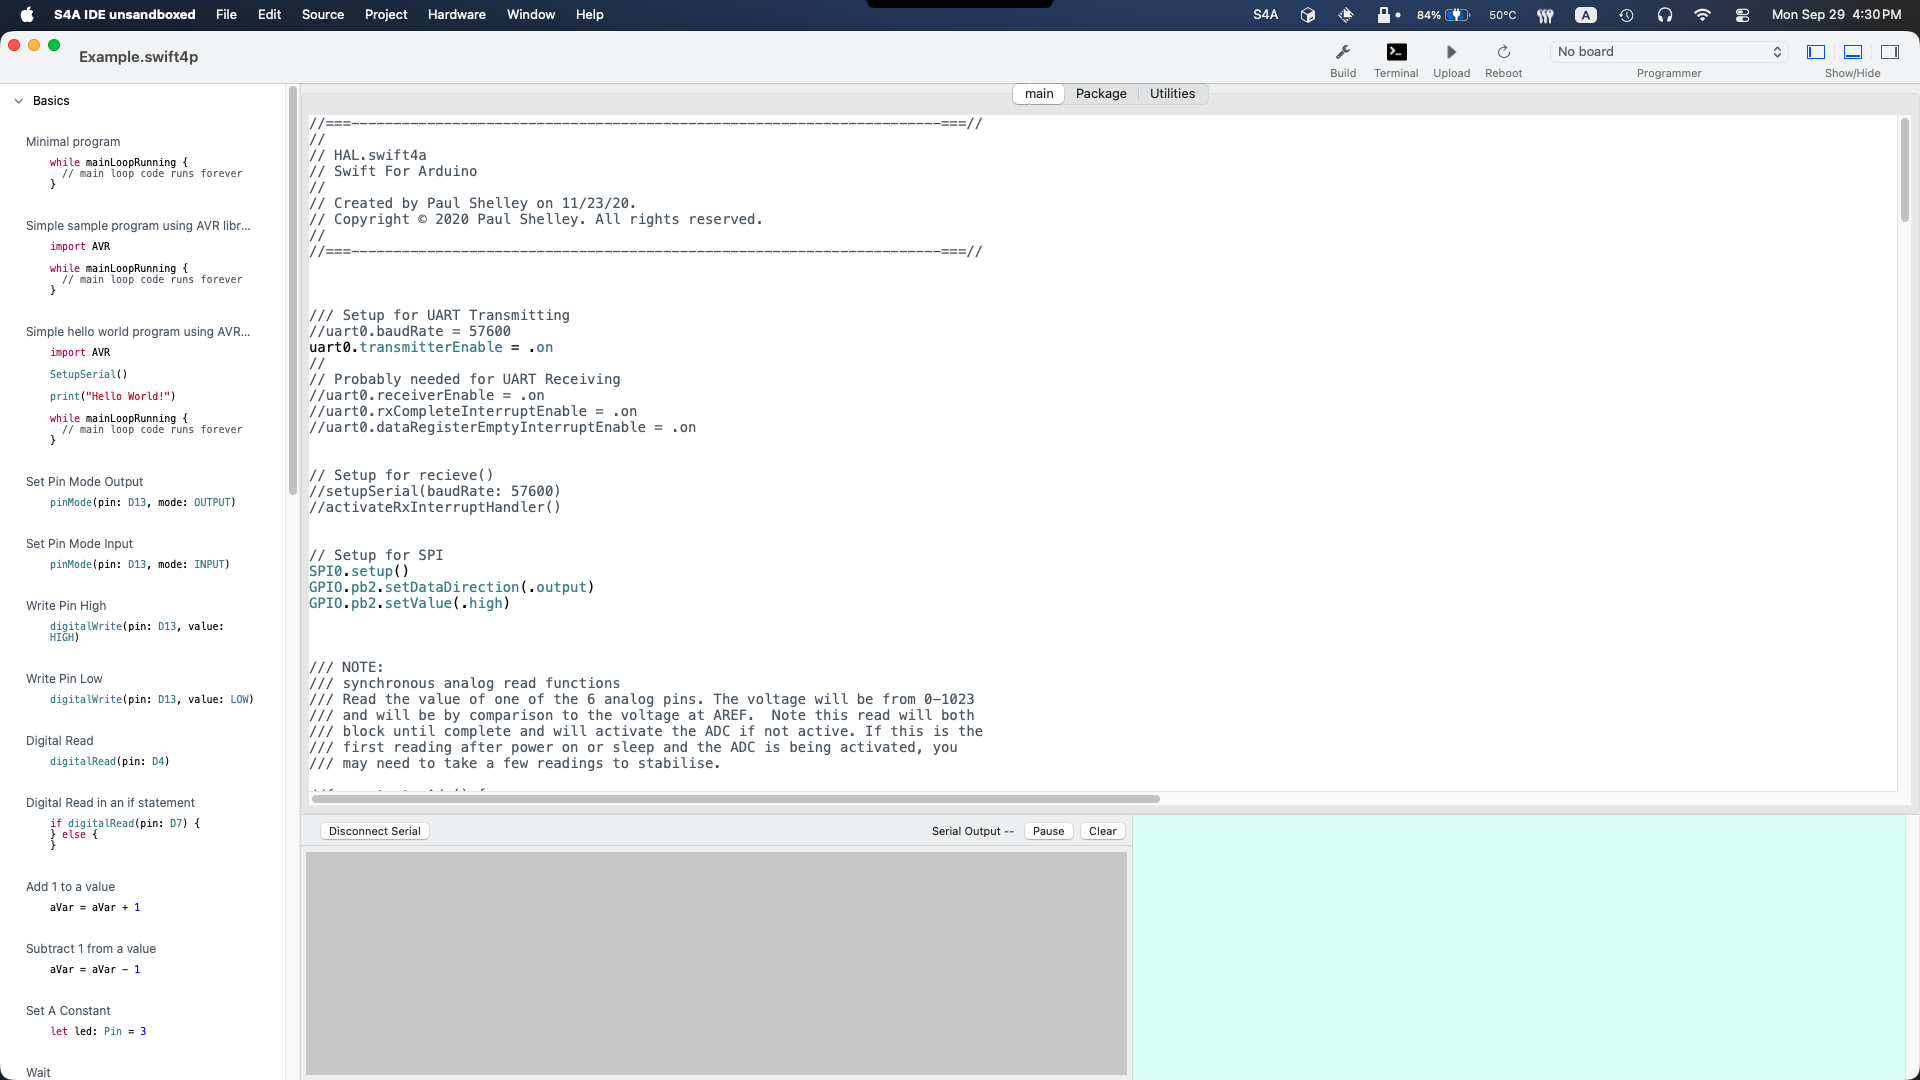 S4A IDE unsandboxed File Edit Source Project Hardware Window Help S4A 84% 50°C A Mon Sep 29 4:30 PM
Example.swift4p
Build Terminal Upload Reboot
No board
Programmer
Show/Hide
Basics
Minimal program
while mainLoopRunning {
// main loop code runs forever
}
Simple sample program using AVR libr...
import AVR
while mainLoopRunning {
// main loop code runs forever
}
Simple hello world program using AVR...
import AVR
SetupSerial()
print("Hello World!")
while mainLoopRunning {
// main loop code runs forever
}
Set Pin Mode Output
pinMode(pin: D13, mode: OUTPUT)
Set Pin Mode Input
pinMode(pin: D13, mode: INPUT)
Write Pin High
digitalWrite(pin: D13, value:
HIGH)
Write Pin Low
digitalWrite(pin: D13, value: LOW)
Digital Read
digitalRead(pin: D4)
Digital Read in an if statement
if digitalRead(pin: D7) {
} else {
}
Add 1 to a value
aVar = aVar + 1
Subtract 1 from a value
aVar = aVar - 1
Set A Constant
let led: Pin = 3
Wait
main Package Utilities
//===----------------------------------------------------------------------===//
//
// HAL.swift4a
// Swift For Arduino
//
// Created by Paul Shelley on 11/23/20.
// Copyright © 2020 Paul Shelley. All rights reserved.
//
//===----------------------------------------------------------------------===//
/// Setup for UART Transmitting
//uart0.baudRate = 57600
uart0.transmitterEnable = .on
//
// Probably needed for UART Receiving
//uart0.receiverEnable = .on
//uart0.rxCompleteInterruptEnable = .on
//uart0.dataRegisterEmptyInterruptEnable = .on
// Setup for recieve()
//setupSerial(baudRate: 57600)
//activateRxInterruptHandler()
// Setup for SPI
SPI0.setup()
GPIO.pb2.setDataDirection(.output)
GPIO.pb2.setValue(.high)
/// NOTE:
/// synchronous analog read functions
/// Read the value of one of the 6 analog pins. The voltage will be from 0-1023
/// and will be by comparison to the voltage at AREF.  Note this read will both
/// block until complete and will activate the ADC if not active. If this is the
/// first reading after power on or sleep and the ADC is being activated, you
/// may need to take a few readings to stabilise.
Disconnect Serial
Serial Output -- Pause Clear